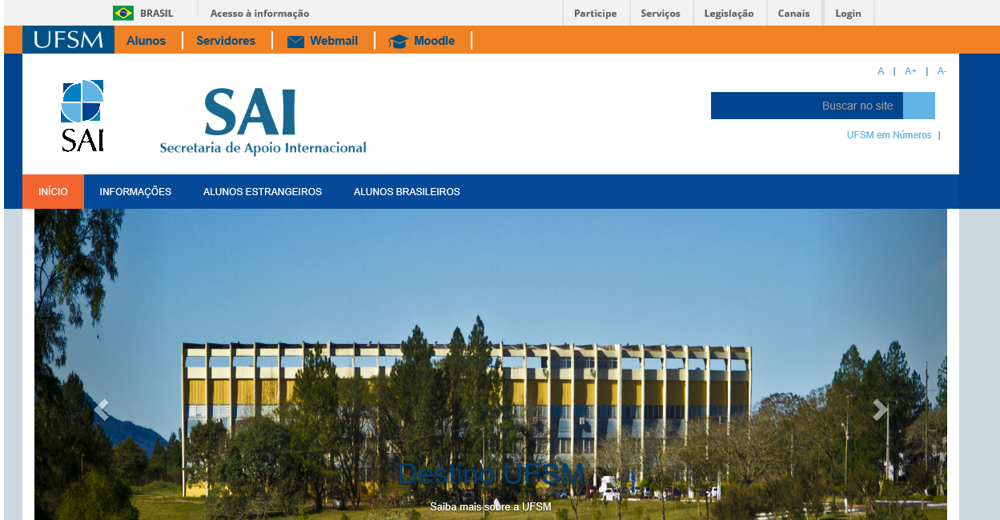 BRASIL Acesso à informação Participe Serviços Legislação Canais Login
UFSM Alunos Servidores Webmail Moodle
A | A+ | A-
SAI
Secretaria de Apoio Internacional
SAI
Buscar no site
UFSM em Números |
INÍCIO INFORMAÇÕES ALUNOS ESTRANGEIROS ALUNOS BRASILEIROS
Destino UFSM
Saiba mais sobre a UFSM